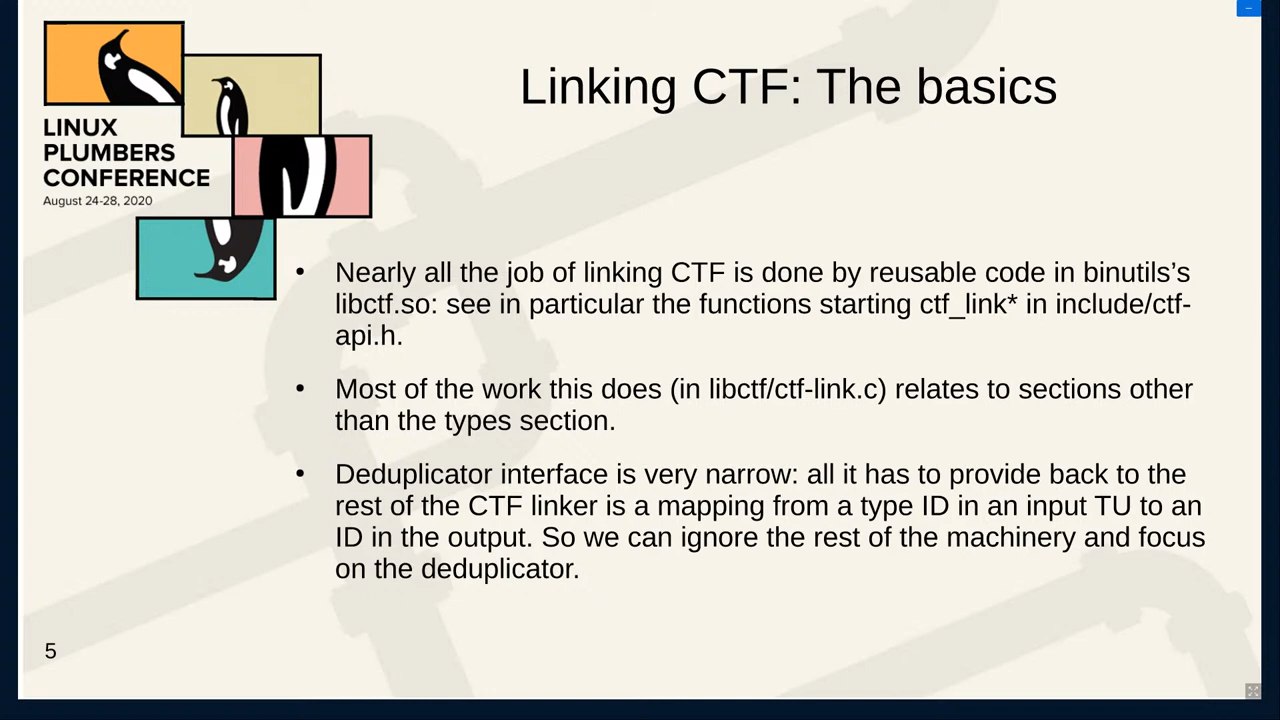 Linking CTF: The basics
LINUX
PLUMBERS
CONFERENCE
August 24-28, 2020
• Nearly all the job of linking CTF is done by reusable code in binutils’s
libctf.so: see in particular the functions starting ctf_link* in include/ctf-
api.h.
• Most of the work this does (in libctf/ctf-link.c) relates to sections other
than the types section.
• Deduplicator interface is very narrow: all it has to provide back to the
rest of the CTF linker is a mapping from a type ID in an input TU to an
ID in the output. So we can ignore the rest of the machinery and focus
on the deduplicator.
5